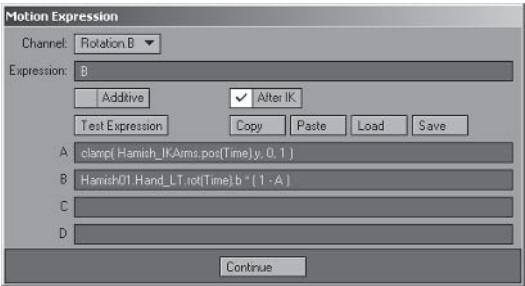 Motion Expression
Channel: Rotation.B
Expression: B
Additive After IK
Test Expression Copy Paste Load Save
A clamp( Hamish_IKArms.pos(Time).y, 0, 1 )
B Hamish01.Hand_LT.rot(Time).b * ( 1 - A )
C
D
Continue